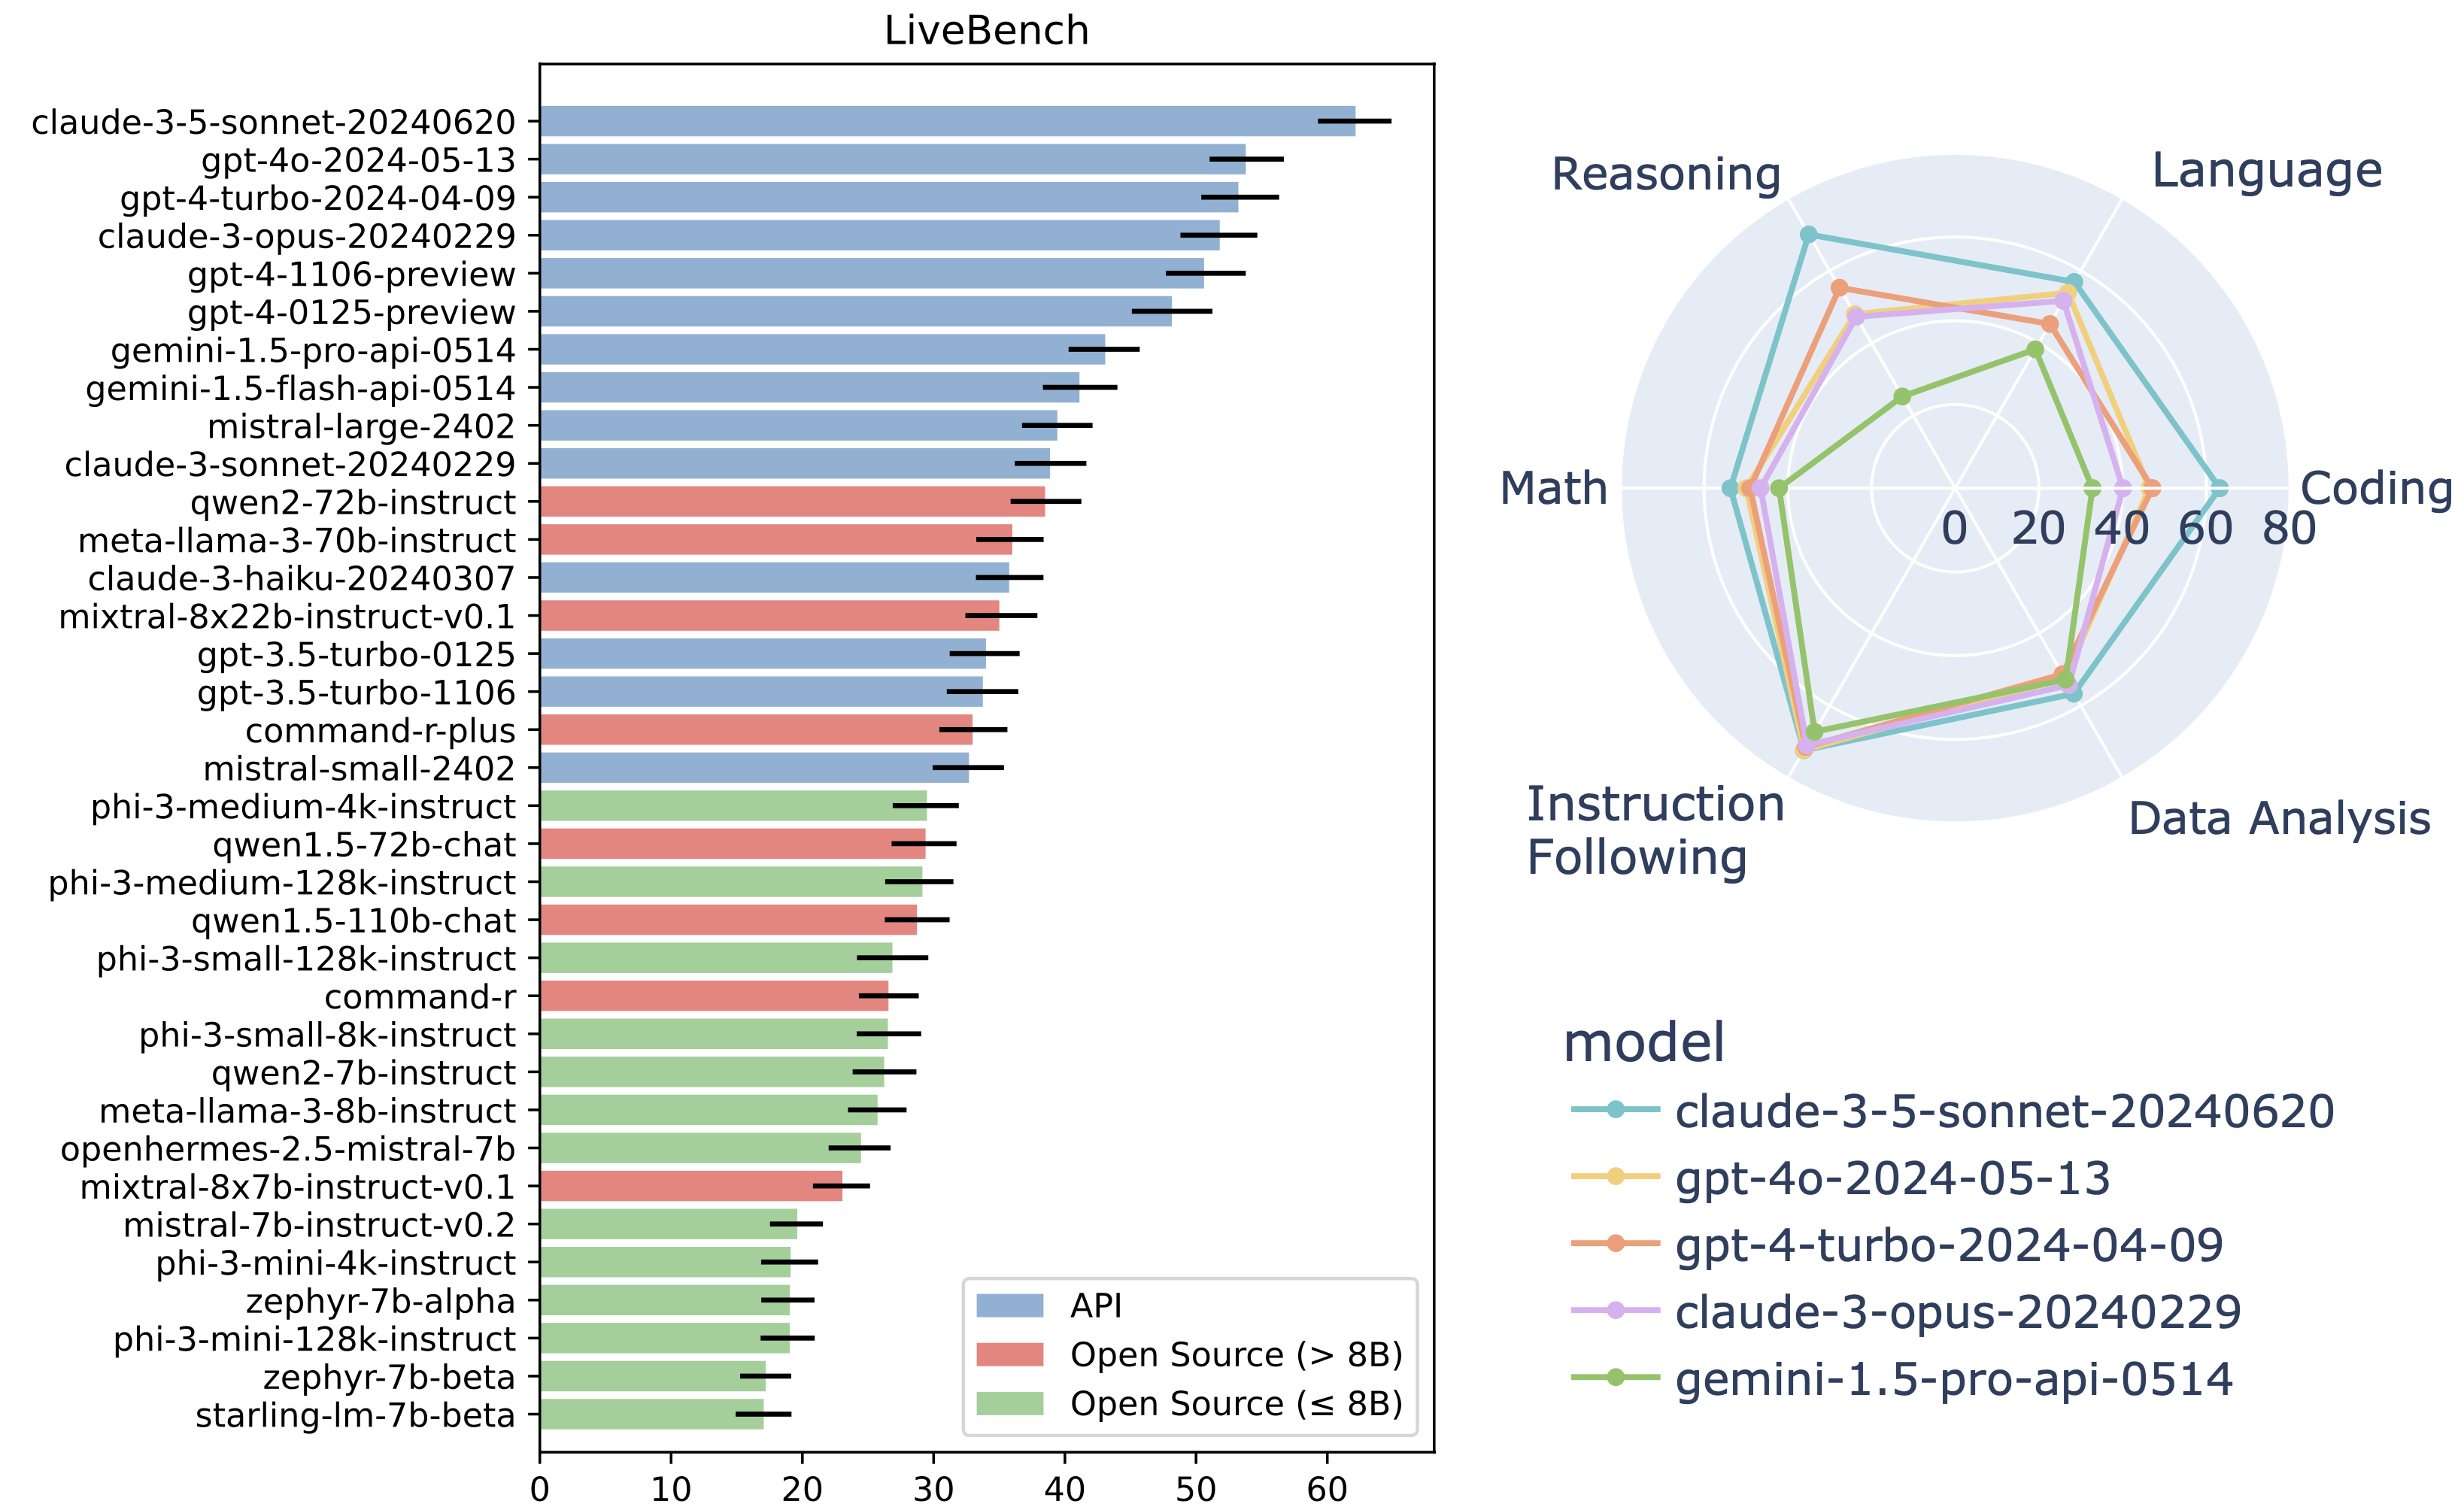 LiveBench
claude-3-5-sonnet-20240620
gpt-4o-2024-05-13
gpt-4-turbo-2024-04-09
claude-3-opus-20240229
gpt-4-1106-preview
gpt-4-0125-preview
gemini-1.5-pro-api-0514
gemini-1.5-flash-api-0514
mistral-large-2402
claude-3-sonnet-20240229
qwen2-72b-instruct
meta-llama-3-70b-instruct
claude-3-haiku-20240307
mixtral-8x22b-instruct-v0.1
gpt-3.5-turbo-0125
gpt-3.5-turbo-1106
command-r-plus
mistral-small-2402
phi-3-medium-4k-instruct
qwen1.5-72b-chat
phi-3-medium-128k-instruct
qwen1.5-110b-chat
phi-3-small-128k-instruct
command-r
phi-3-small-8k-instruct
qwen2-7b-instruct
meta-llama-3-8b-instruct
openhermes-2.5-mistral-7b
mixtral-8x7b-instruct-v0.1
mistral-7b-instruct-v0.2
phi-3-mini-4k-instruct
zephyr-7b-alpha
phi-3-mini-128k-instruct
zephyr-7b-beta
starling-lm-7b-beta
0 10 20 30 40 50 60
API
Open Source (> 8B)
Open Source (≤ 8B)
Reasoning
Language
Math
Coding
0 20 40 60 80
Instruction
Following
Data Analysis
model
claude-3-5-sonnet-20240620
gpt-4o-2024-05-13
gpt-4-turbo-2024-04-09
claude-3-opus-20240229
gemini-1.5-pro-api-0514